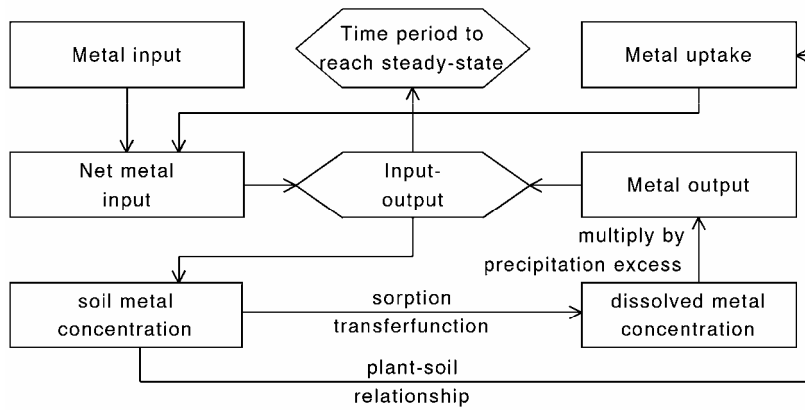 Metal input
Time period to
reach steady-state
Metal uptake
Net metal
input
Input-
output
Metal output
multiply by
precipitation excess
soil metal
concentration
sorption
transferfunction
dissolved metal
concentration
plant-soil
relationship